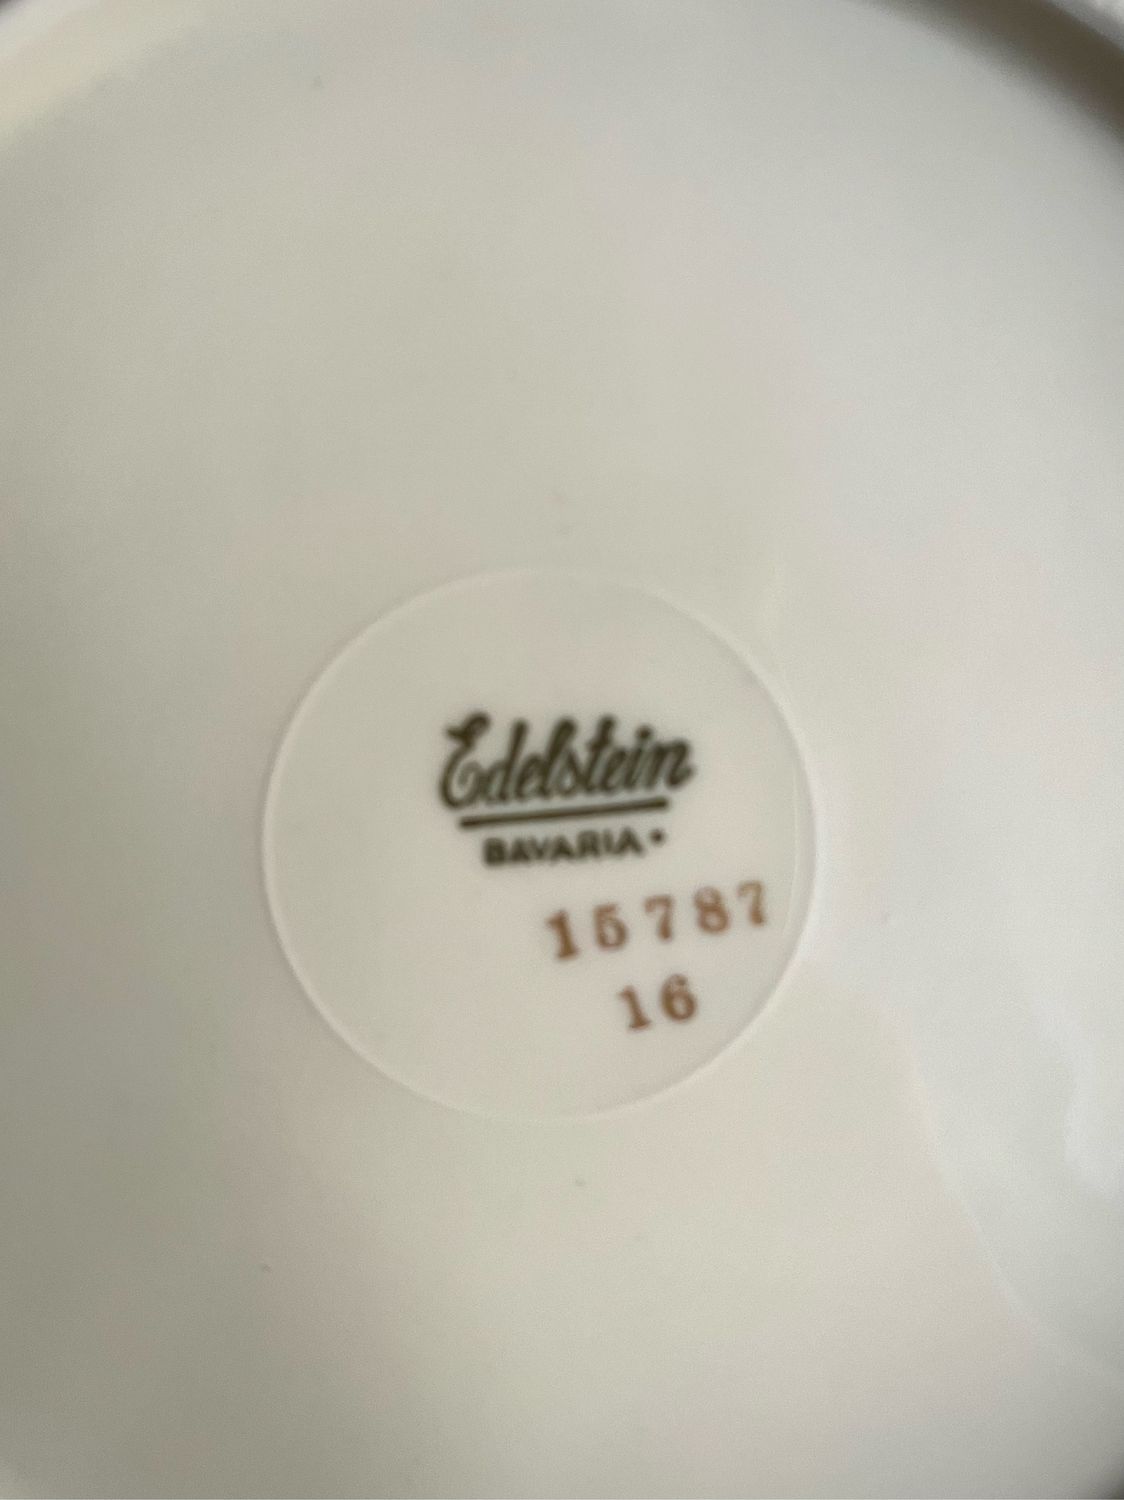 Edelstein
BAVARIA•
15787
16